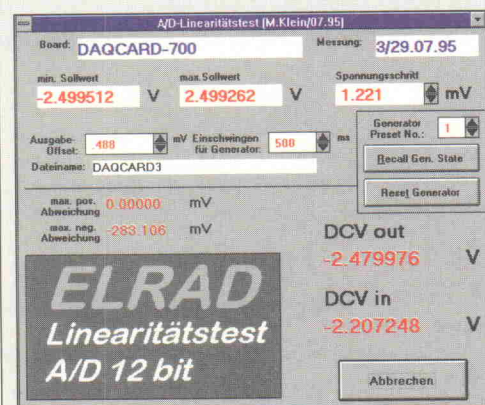 A/D-Linearitätstest (M.Klein/07.95)
Board: DAQCARD-700 Messung: 3/29.07.95
min. Sollwert max.Sollwert Spannungsschritt
-2.499512 V 2.499262 V 1.221 mV
Ausgabe-Offset: .488 mV Einschwingen für Generator: 500 ms
Generator Preset No.: 1
Dateiname: DAQCARD3
Recall Gen. State
Reset Generator
max. pos. Abweichung 0.00000 mV
max. neg. Abweichung -283.106 mV
DCV out
-2.479976 V
DCV in
-2.207248 V
ELRAD
Linearitätstest
A/D 12 bit
Abbrechen